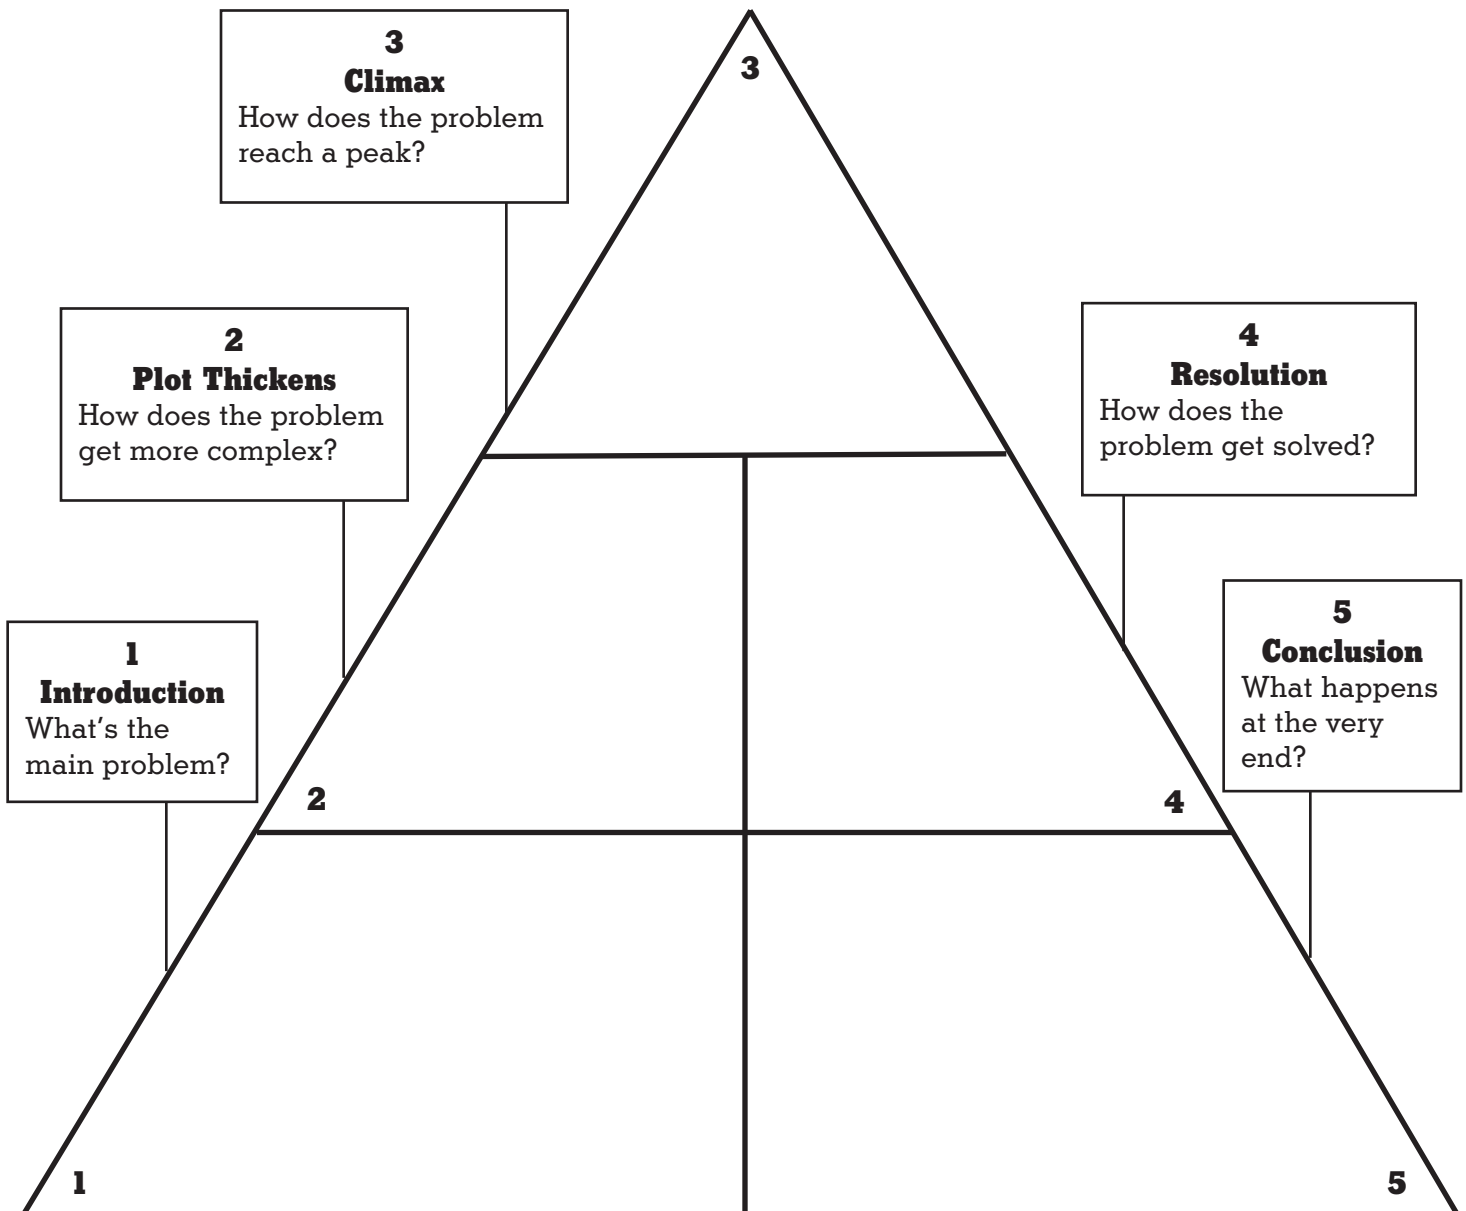 3
Climax
How does the problem
reach a peak?
3
2
Plot Thickens
How does the problem
get more complex?
4
Resolution
How does the
problem get solved?
1
Introduction
What's the
main problem?
5
Conclusion
What happens
at the very
end?
2
4
1
5